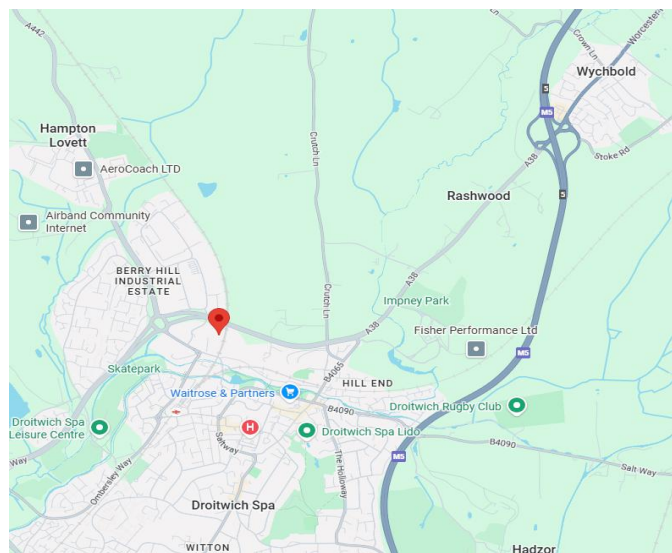 A442
Crown Ln
Worcester
Wychbold
5
M5
Hampton
Lovett
Crutch Ln
A38
Stoke Rd
AeroCoach LTD
5
Rashwood
Airband Community
Internet
BERRY HILL
INDUSTRIAL
ESTATE
A38
Crutch Ln
Impney Park
A38
Fisher Performance Ltd
M5
Skatepark
B4065
HILL END
Waitrose & Partners
Droitwich Rugby Club
B4090
Droitwich Spa
Leisure Centre
H
Droitwich Spa Lido
B4090
Way
Saltway
The Holloway
M5
Salt Way
Ombersley Way
Droitwich Spa
WITTON
Hadzor